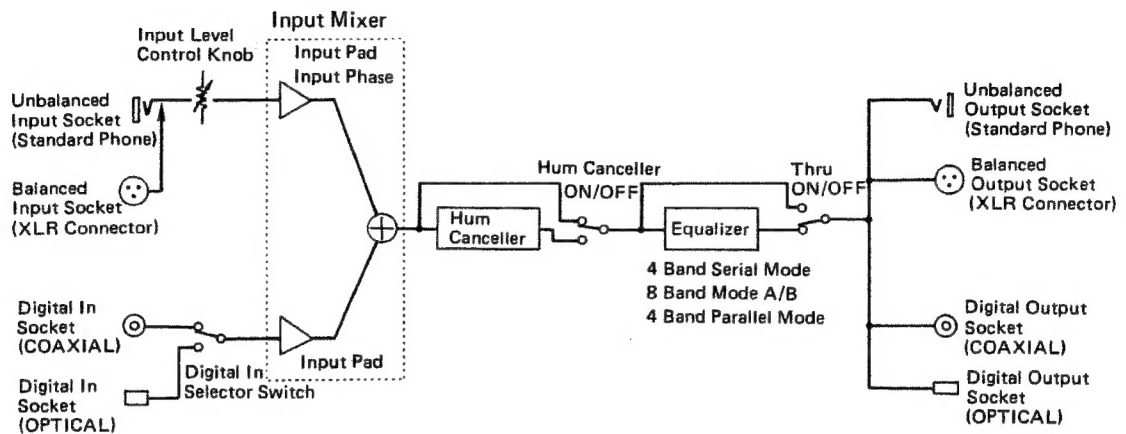 Input Mixer
Input Level
Control Knob
Input Pad
Input Phase
Unbalanced
Input Socket
(Standard Phone)
Balanced
Input Socket
(XLR Connector)
Digital In
Socket
(COAXIAL)
Digital In
Socket
(OPTICAL)
Digital In
Selector Switch
Input Pad
Hum
Canceller
Hum Canceller
ON/OFF
Equalizer
4 Band Serial Mode
8 Band Mode A/B
4 Band Parallel Mode
Thru
ON/OFF
Unbalanced
Output Socket
(Standard Phone)
Balanced
Output Socket
(XLR Connector)
Digital Output
Socket
(COAXIAL)
Digital Output
Socket
(OPTICAL)